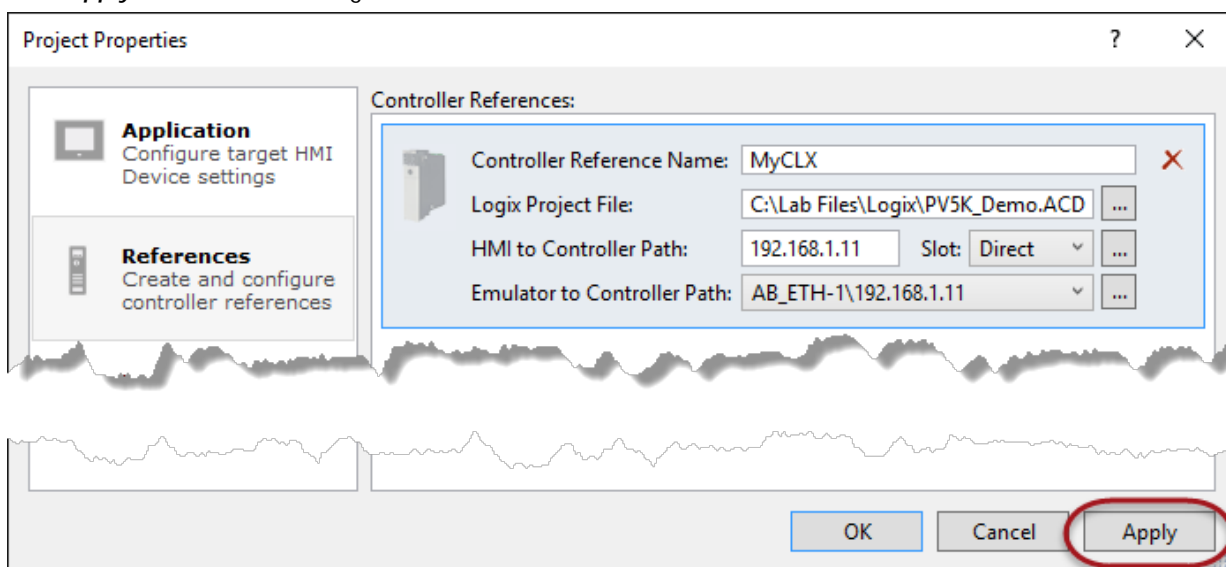 Apply
Project Properties ? ×
Controller References:
Application
Configure target HMI
Device settings
References
Create and configure
controller references
Controller Reference Name: MyCLX
Logix Project File: C:\Lab Files\Logix\PV5K_Demo.ACD ...
HMI to Controller Path: 192.168.1.11 Slot: Direct ...
Emulator to Controller Path: AB_ETH-1\192.168.1.11 ...
OK Cancel Apply